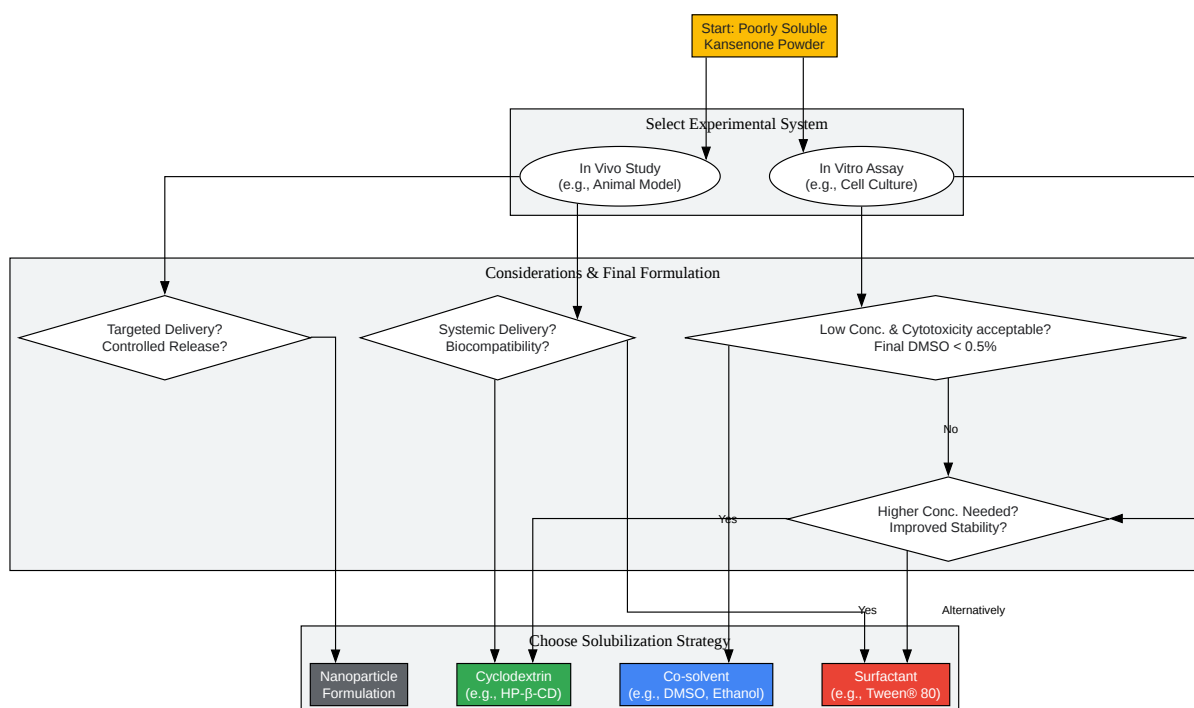 Start: Poorly Soluble
Kansenone Powder
Select Experimental System
In Vivo Study
(e.g., Animal Model)
In Vitro Assay
(e.g., Cell Culture)
Considerations & Final Formulation
Targeted Delivery?
Controlled Release?
Systemic Delivery?
Biocompatibility?
Low Conc. & Cytotoxicity acceptable?
Final DMSO < 0.5%
No
Higher Conc. Needed?
Improved Stability?
Yes
Yes
Alternatively
Choose Solubilization Strategy
Nanoparticle
Formulation
Cyclodextrin
(e.g., HP-β-CD)
Co-solvent
(e.g., DMSO, Ethanol)
Surfactant
(e.g., Tween® 80)